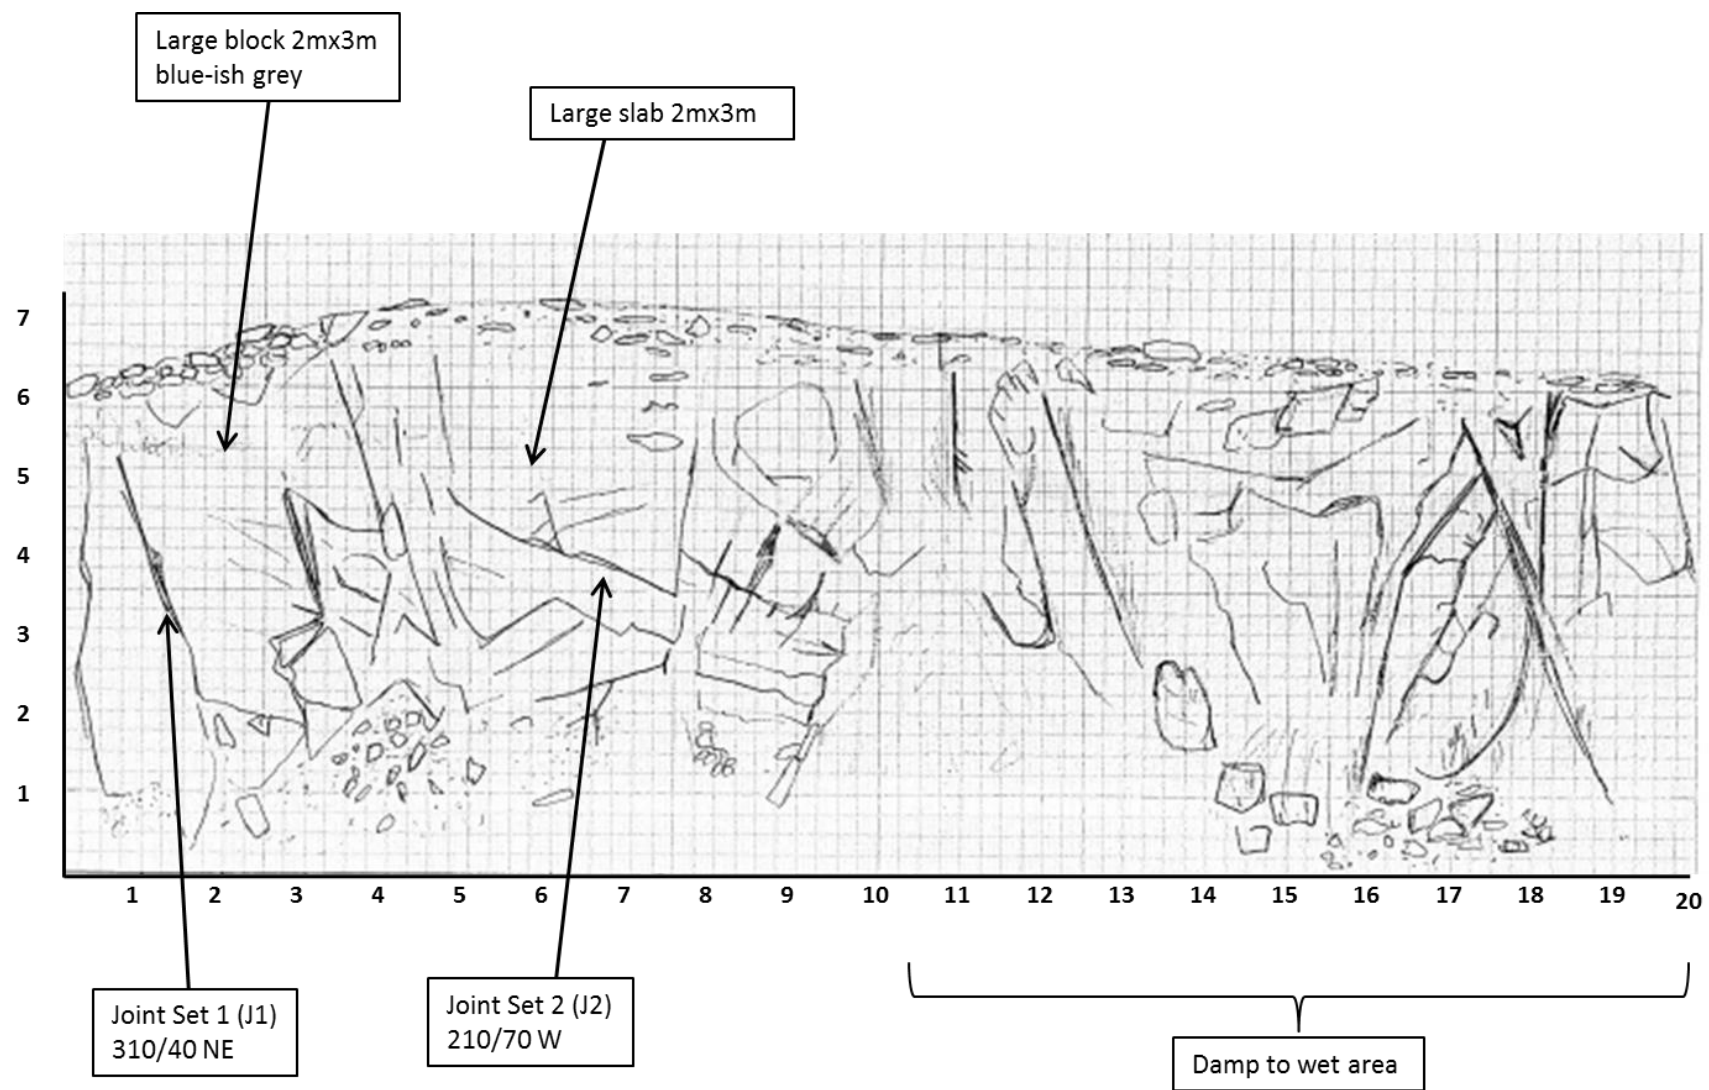 Large block 2mx3m
blue-ish grey
Large slab 2mx3m
7
6
5
4
3
2
1
1 2 3 4 5 6 7 8 9 10 11 12 13 14 15 16 17 18 19 20
Joint Set 1 (J1)
310/40 NE
Joint Set 2 (J2)
210/70 W
Damp to wet area